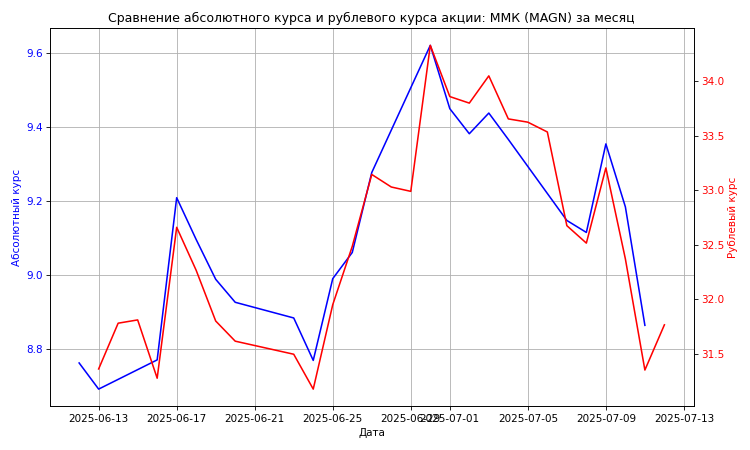 Сравнение абсолютного курса и рублевого курса акции: ММК (MAGN) за месяц
9.6
9.4
9.2
9.0
8.8
Абсолютный курс
34.0
33.5
33.0
32.5
32.0
31.5
Рублевый курс
2025-06-13 2025-06-17 2025-06-21 2025-06-25 2025-06-29 2025-07-01 2025-07-05 2025-07-09 2025-07-13
Дата